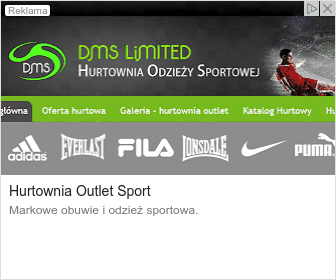 Reklama
DMS LiMiTED
HURTOWNIA ODZIEŻY SPORTOWEJ
DMS
główna
Oferta hurtowa
Galeria - hurtownia outlet
Katalog Hurtowy
H
adidas
EVERLAST
FILA
LONSDALE
LONDON
PUMA
Hurtownia Outlet Sport
Markowe obuwie i odzież sportowa.